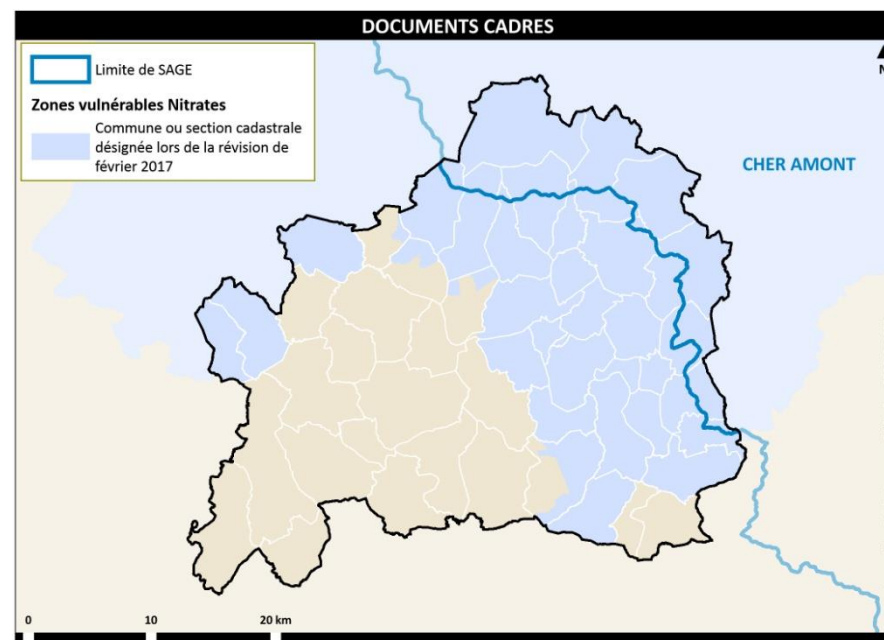 DOCUMENTS CADRES
Limite de SAGE
Zones vulnérables Nitrates
Commune ou section cadastrale
désignée lors de la révision de
février 2017
N
CHER AMONT
0 10 20 km